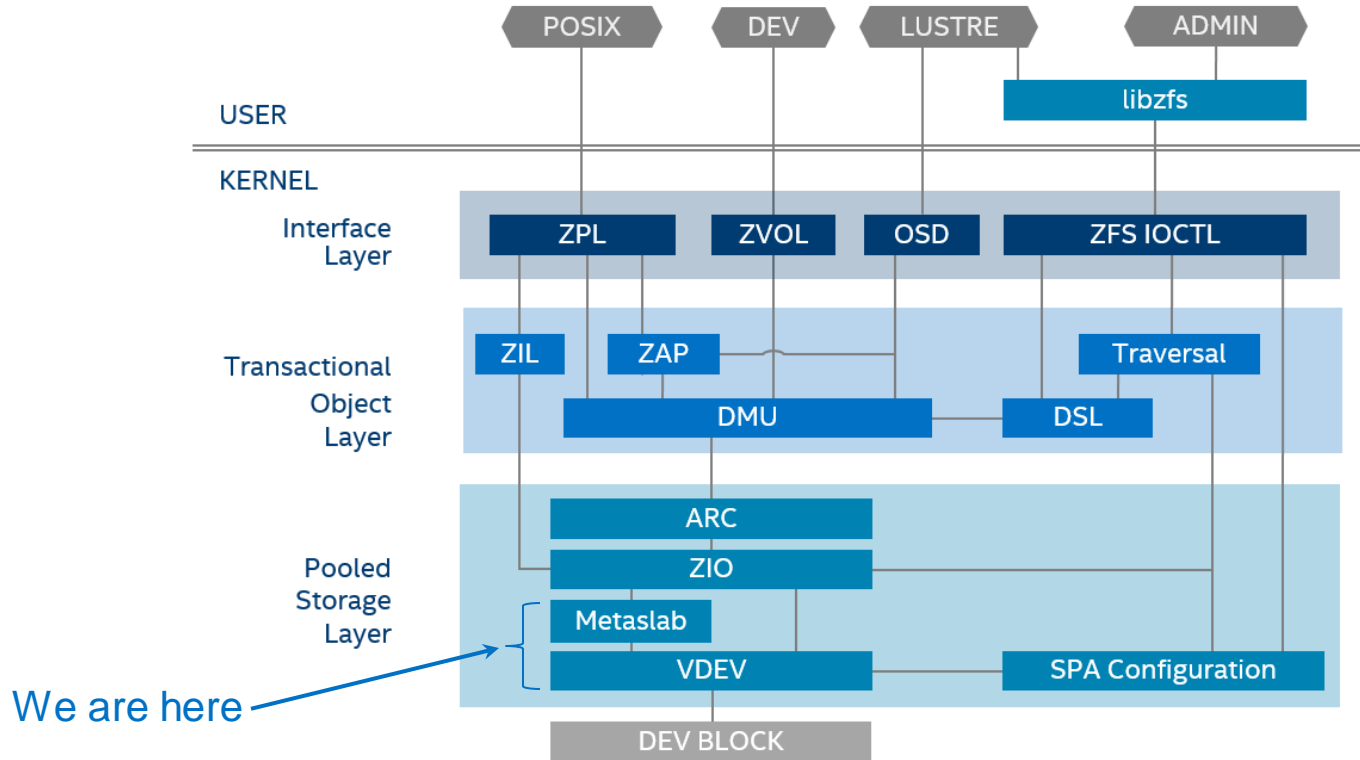 POSIX
DEV
LUSTRE
ADMIN
libzfs
USER
KERNEL
Interface
Layer
ZPL
ZVOL
OSD
ZFS IOCTL
Transactional
Object
Layer
ZIL
ZAP
Traversal
DMU
DSL
Pooled
Storage
Layer
ARC
ZIO
Metaslab
VDEV
SPA Configuration
We are here
DEV BLOCK